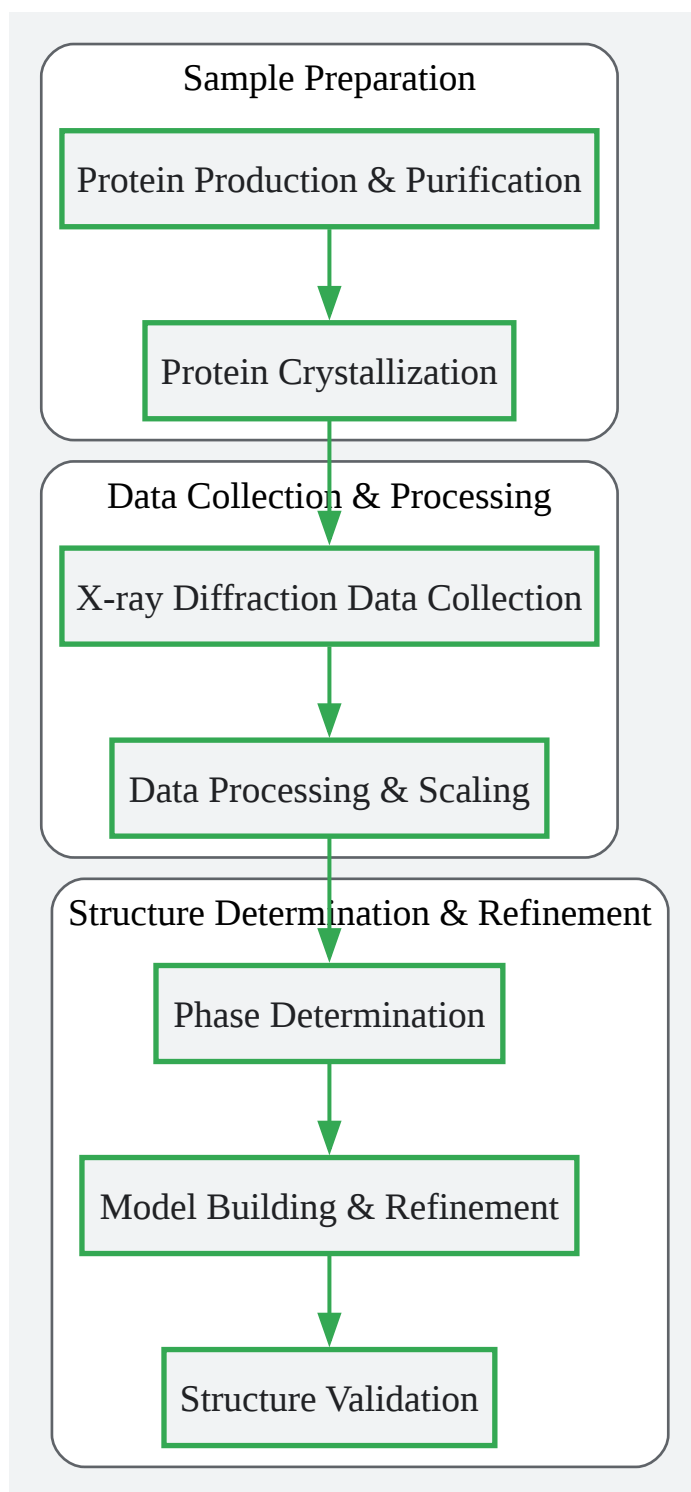 Sample Preparation
Protein Production & Purification
Protein Crystallization
Data Collection & Processing
X-ray Diffraction Data Collection
Data Processing & Scaling
Structure Determination & Refinement
Phase Determination
Model Building & Refinement
Structure Validation